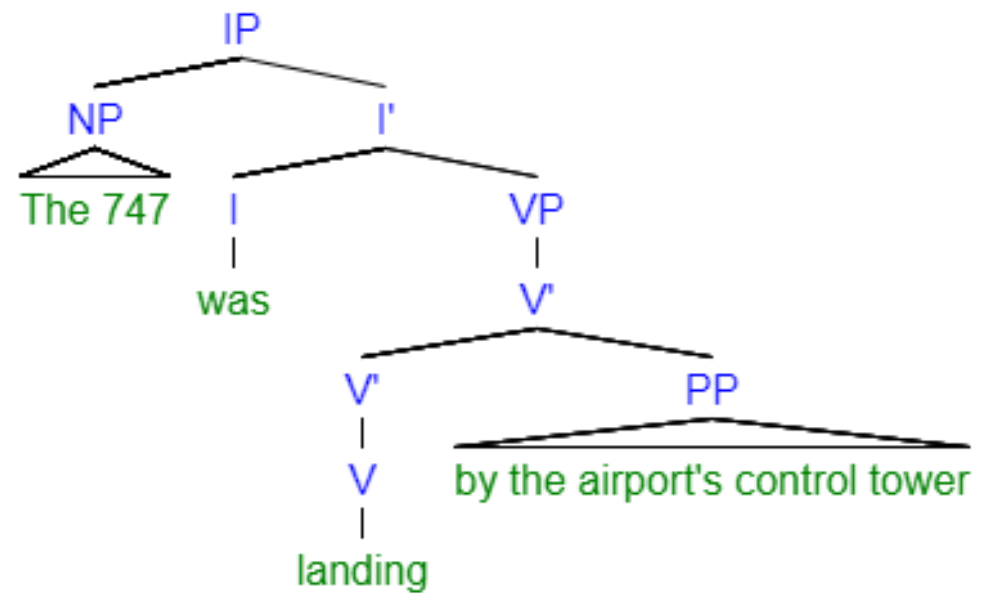 IP
NP I'
The 747 I VP
was V'
V' PP
V by the airport's control tower
landing